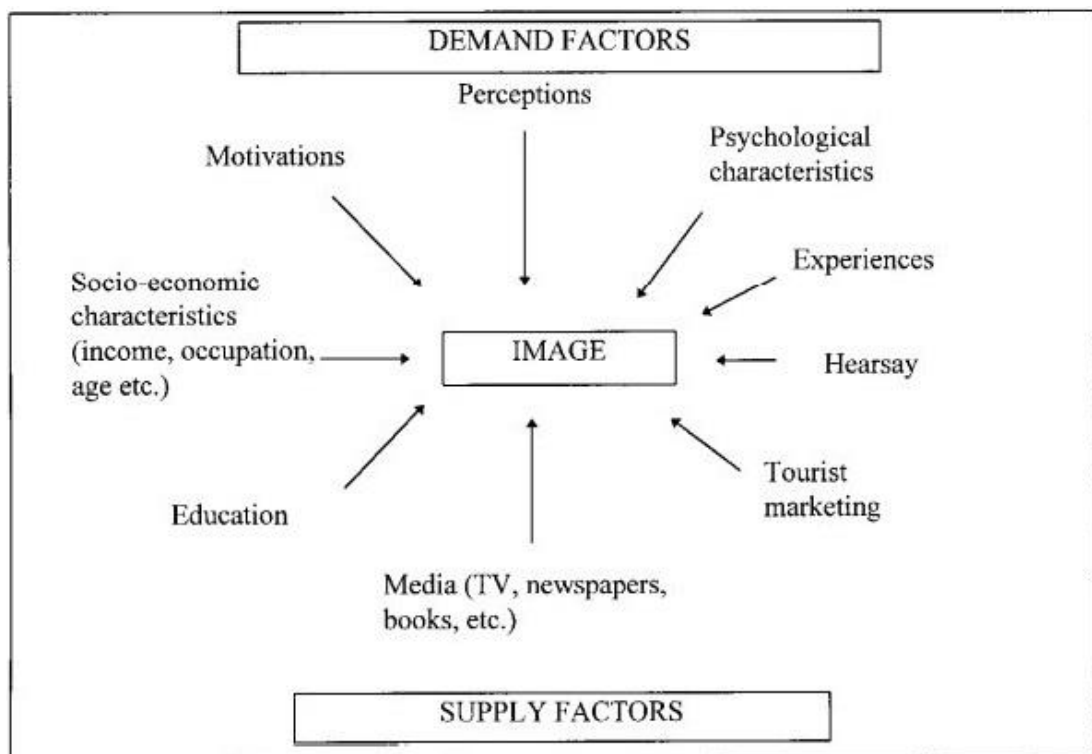 DEMAND FACTORS
Perceptions
Motivations
Psychological
characteristics
Experiences
Socio-economic
characteristics
(income, occupation,
age etc.)
IMAGE
Hearsay
Tourist
marketing
Education
Media (TV, newspapers,
books, etc.)
SUPPLY FACTORS